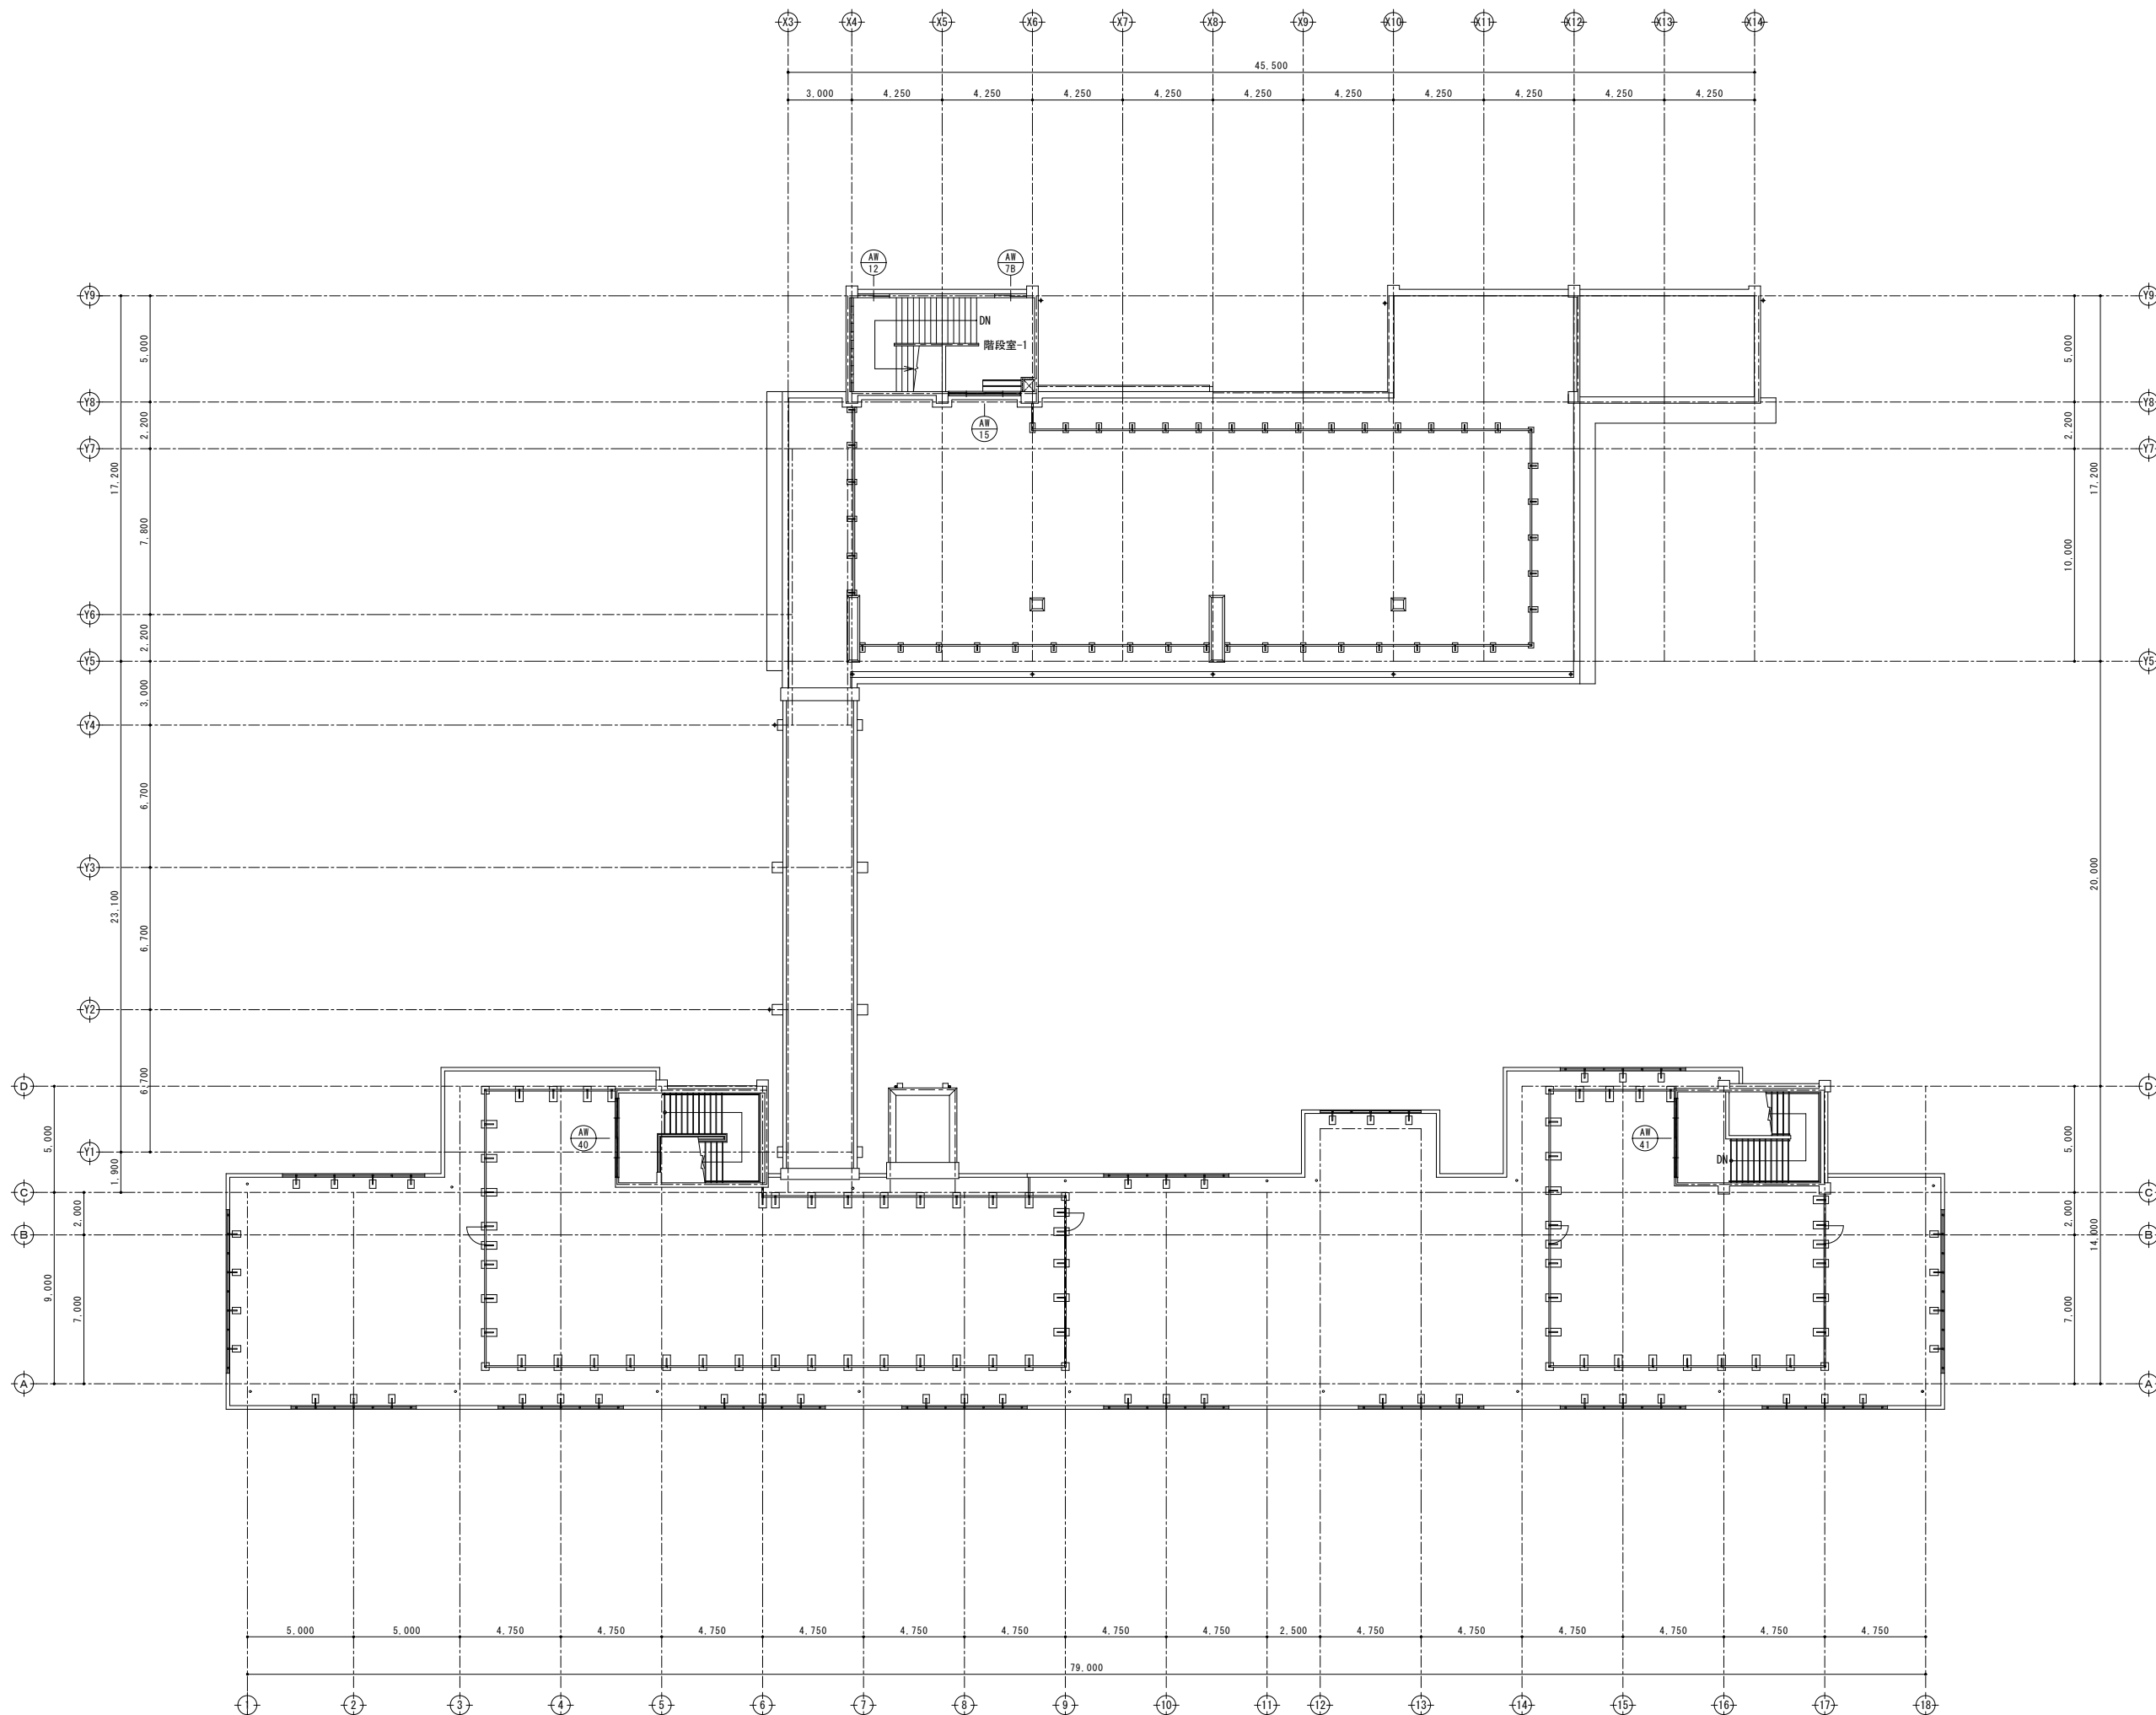 X3 X4 X5 X6 X7 X8 X9 X10 X11 X12 X13 X14
45,500
3,000 4,250 4,250 4,250 4,250 4,250 4,250 4,250 4,250 4,250 4,250
AW 12
AW 7B
Y9 Y9
DN
階段室-1
5,000 5,000
Y8 Y8
AW 15
2,200 2,200
Y7 Y7
17,200 17,200
7,800 10,000
Y6
2,200
Y5 Y5
3,000
Y4
6,700
Y3
20,000
23,100
6,700
Y2
6,700
D D
AW 40
AW 41
5,000 5,000
Y1
DN
1,900
C C
2,000 2,000
B B
14,000
9,000
7,000 7,000
A A
5,000 5,000 4,750 4,750 4,750 4,750 4,750 4,750 4,750 4,750 2,500 4,750 4,750 4,750 4,750 4,750 4,750
79,000
1 2 3 4 5 6 7 8 9 10 11 12 13 14 15 16 17 18